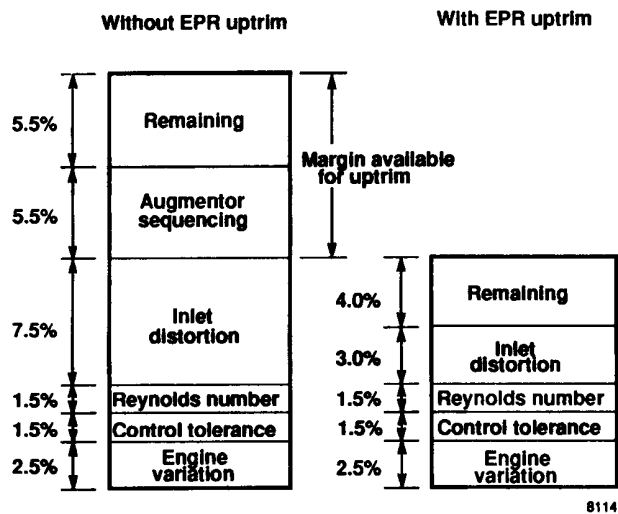 Without EPR uptrim
With EPR uptrim
5.5%
Remaining
Margin available
for uptrim
5.5%
Augmentor
sequencing
7.5%
Inlet
distortion
1.5%
Reynolds number
1.5%
Control tolerance
2.5%
Engine
variation
4.0%
Remaining
3.0%
Inlet
distortion
1.5%
Reynolds number
1.5%
Control tolerance
2.5%
Engine
variation
8114